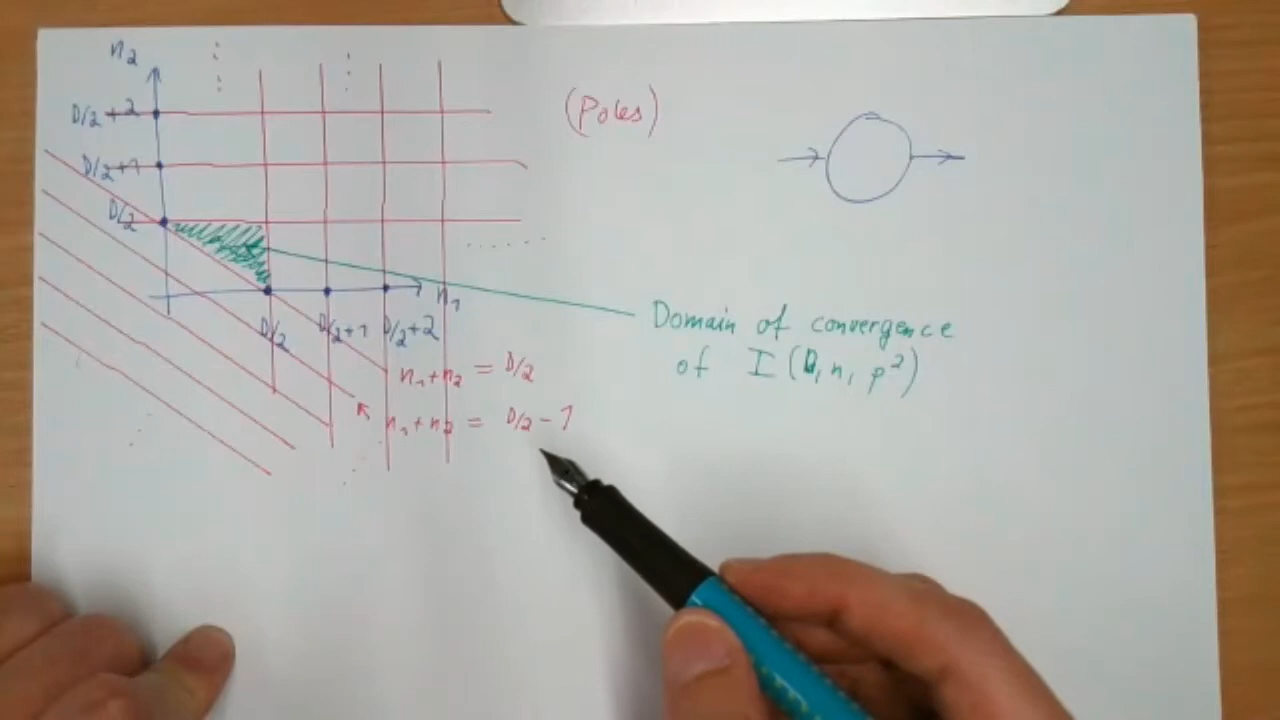 n₂
D/2 + 2
(Poles)
D/2 + 1
D/2
n₁
D/2
D/2 + 1
D/2 + 2
Domain of convergence
of I (D, n, p²)
n₁ + n₂ = D/2
n₁ + n₂ = D/2 - 1